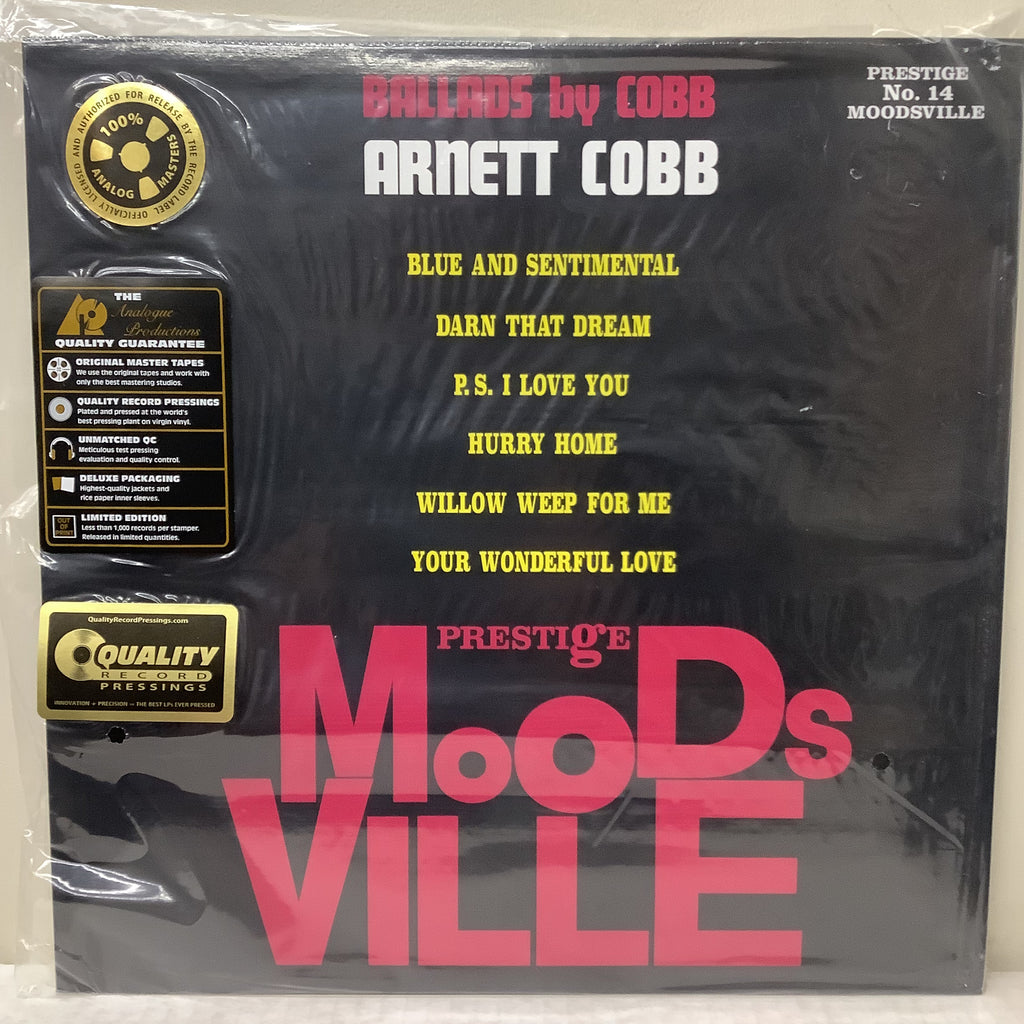 BALLADS by COBB
ARNETT COBB
PRESTIGE
No. 14
MOODSVILLE
OFFICIALLY LICENSED AND AUTHORIZED FOR RELEASE BY THE RECORD LABEL
100%
ANALOG
MASTERS
BLUE AND SENTIMENTAL
DARN THAT DREAM
P.S. I LOVE YOU
HURRY HOME
WILLOW WEEP FOR ME
YOUR WONDERFUL LOVE
THE
Analogue
Productions
QUALITY GUARANTEE
ORIGINAL MASTER TAPES
We use the original tapes and work with
only the best mastering studios.
QUALITY RECORD PRESSINGS
Plated and pressed at the world's
best pressing plant on virgin vinyl.
UNMATCHED QC
Meticulous test pressing
evaluation and quality control.
DELUXE PACKAGING
Highest-quality jackets and
rice paper inner sleeves.
OUT
OF
PRINT
LIMITED EDITION
Less than 1,000 records per stamper.
Released in limited quantities.
QualityRecordPressings.com
QUALITY
RECORD
PRESSINGS
INNOVATION + PRECISION — THE BEST LPs EVER PRESSED
PRESTIgE
MOODs
VILLE